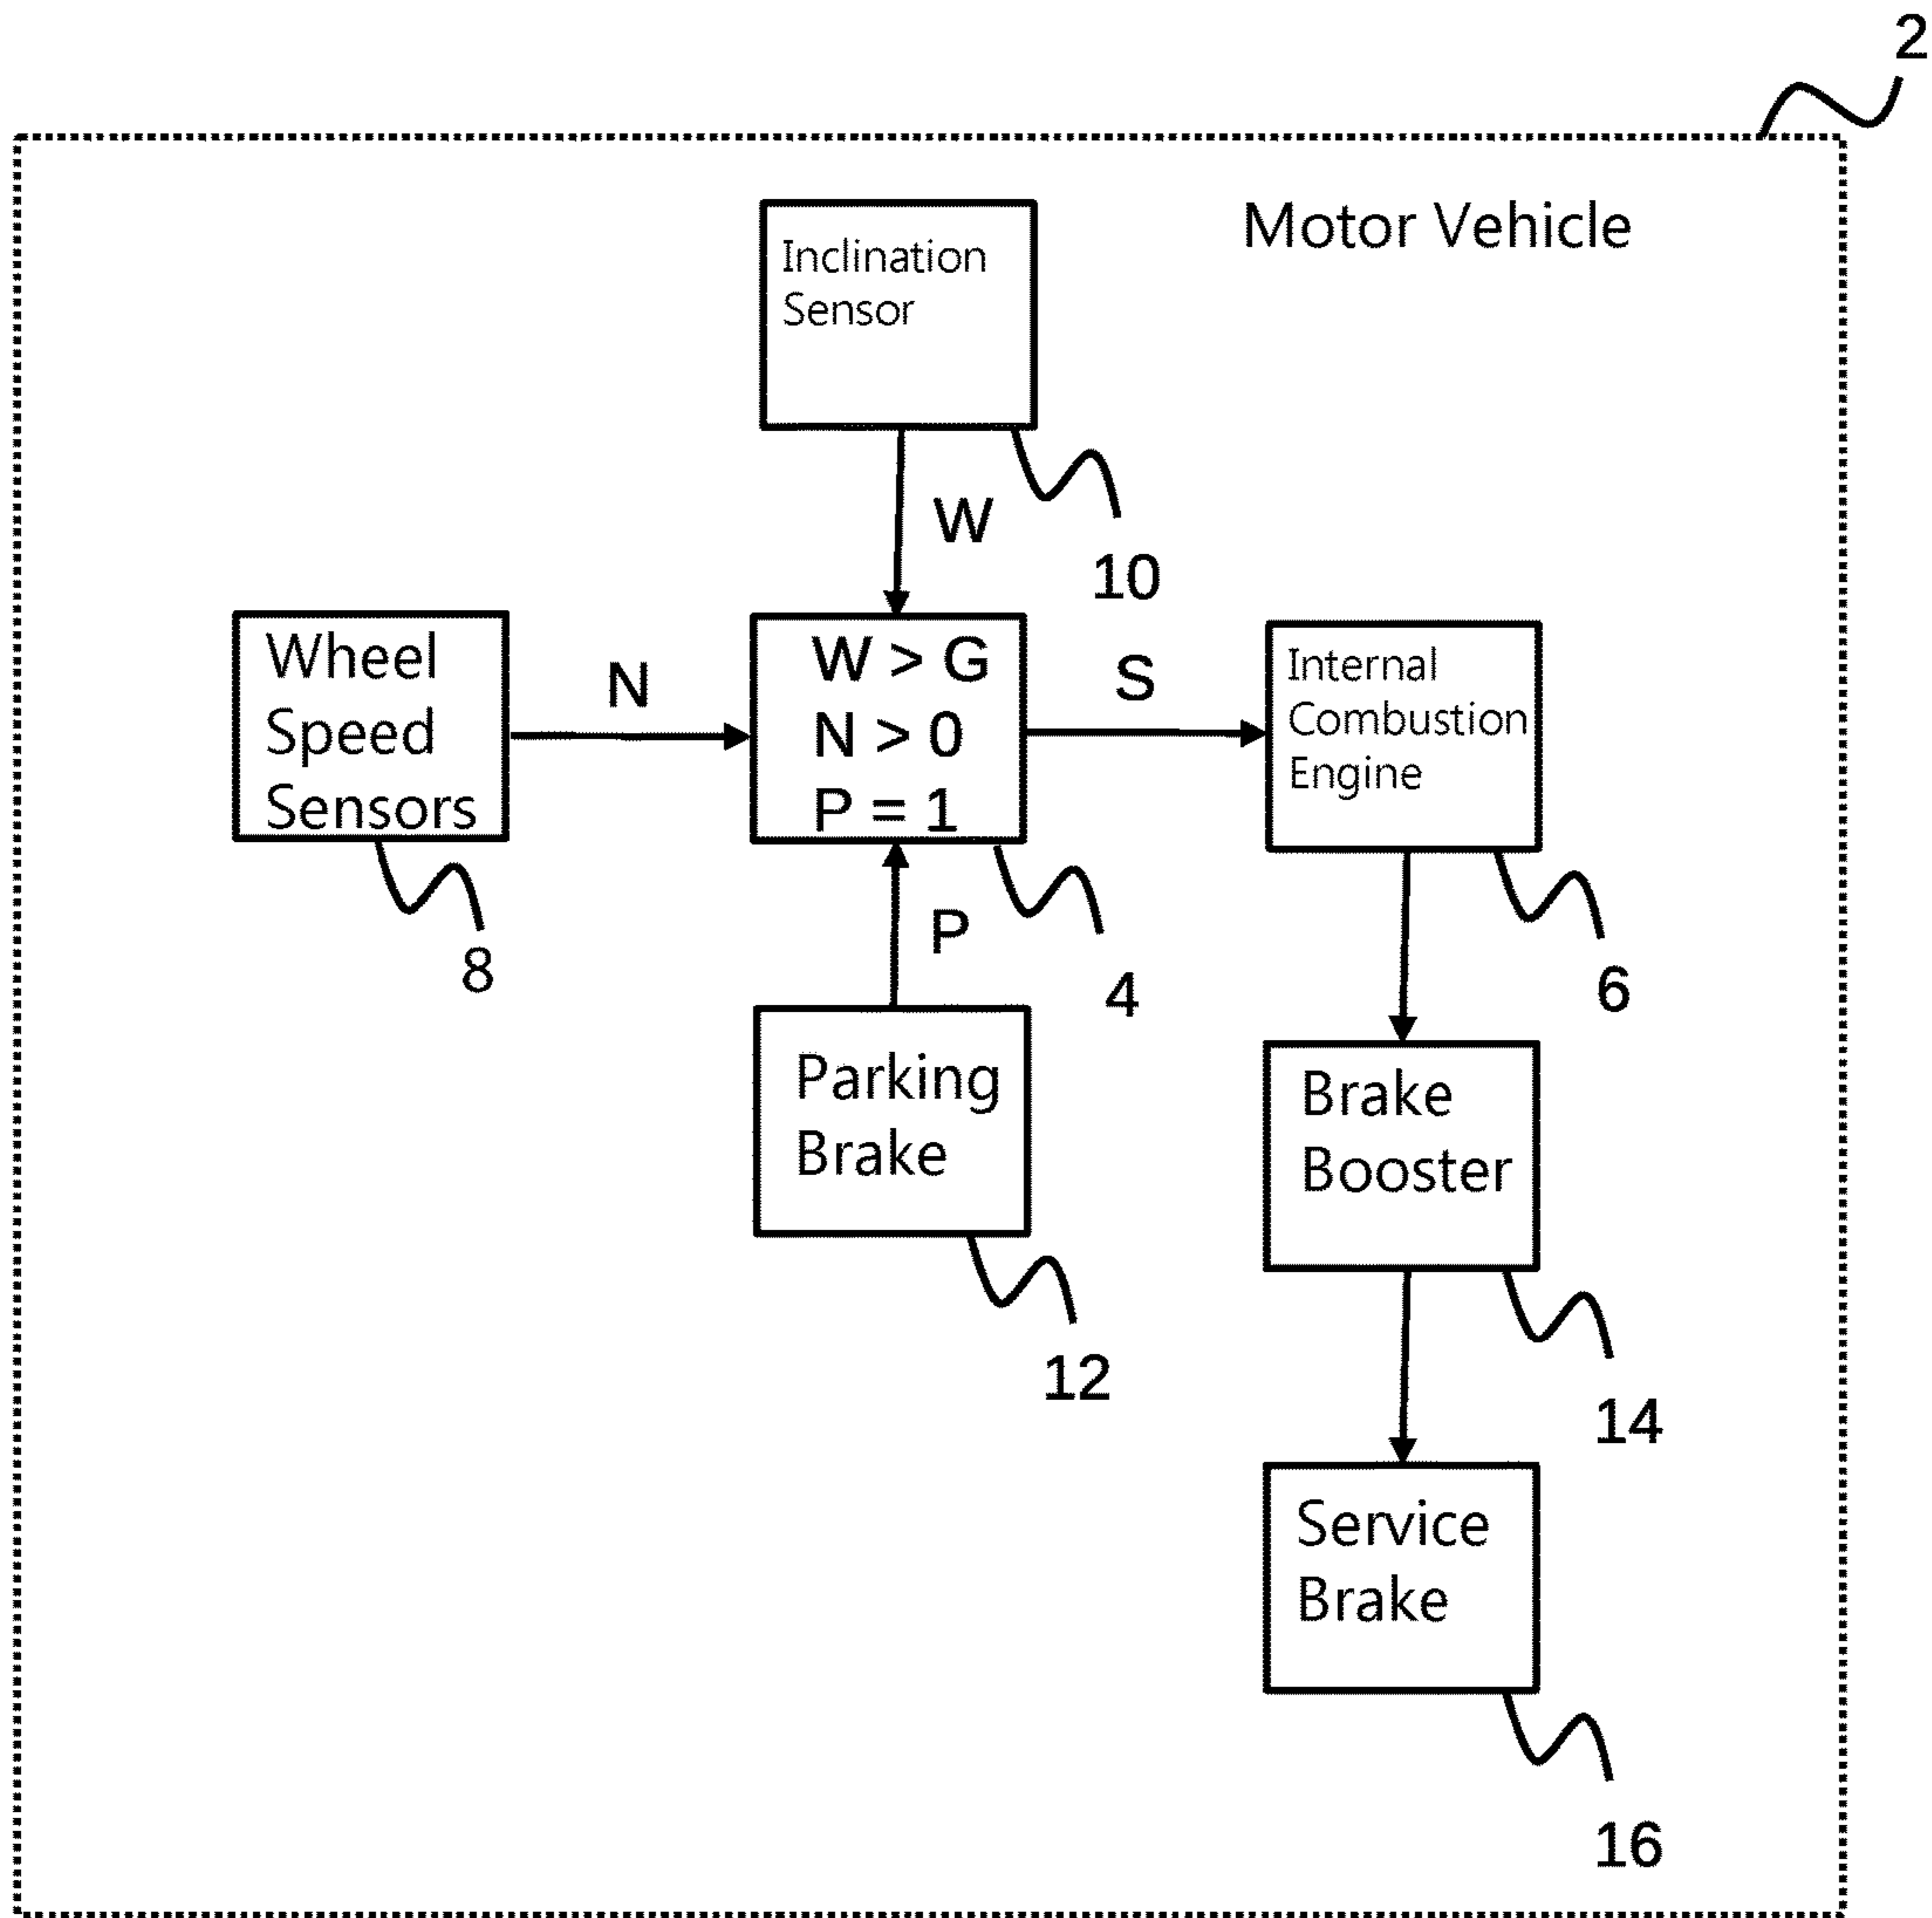 2
Motor Vehicle
Inclination
Sensor
W
10
Wheel
Speed
Sensors
N
8
W > G
N > 0
P = 1
S
4
Internal
Combustion
Engine
6
P
Parking
Brake
12
Brake
Booster
14
Service
Brake
16